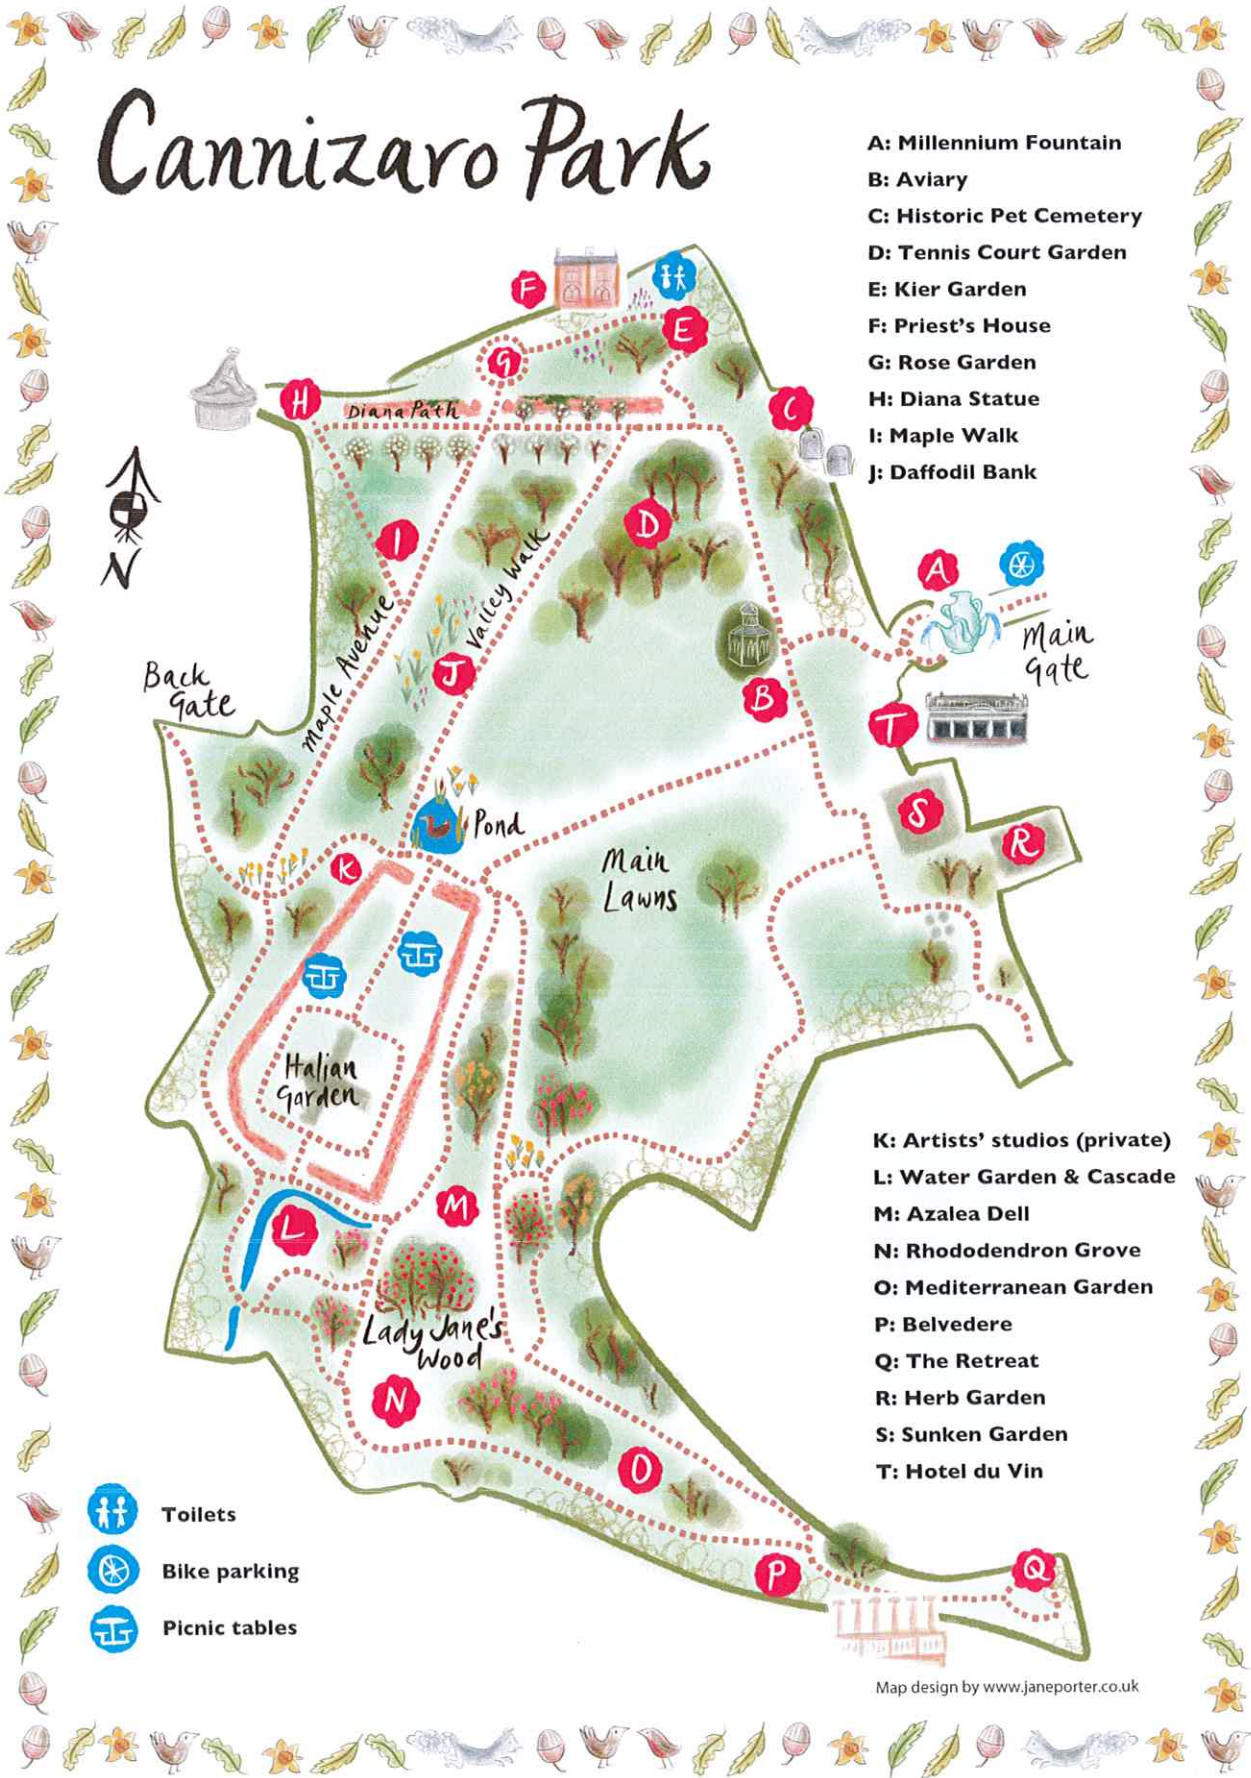 Cannizaro Park
A: Millennium Fountain
B: Aviary
C: Historic Pet Cemetery
D: Tennis Court Garden
E: Kier Garden
F: Priest's House
G: Rose Garden
H: Diana Statue
I: Maple Walk
J: Daffodil Bank
F
E
G
H
Diana Path
C
I
D
A
N
Maple Avenue
Valley Walk
J
B
Main
Gate
Back
Gate
T
S
R
Pond
K
Main
Lawns
Italian
Garden
M
L
Lady Jane's
Wood
N
O
P
Q
K: Artists' studios (private)
L: Water Garden & Cascade
M: Azalea Dell
N: Rhododendron Grove
O: Mediterranean Garden
P: Belvedere
Q: The Retreat
R: Herb Garden
S: Sunken Garden
T: Hotel du Vin
Toilets
Bike parking
Picnic tables
Map design by www.janeporter.co.uk